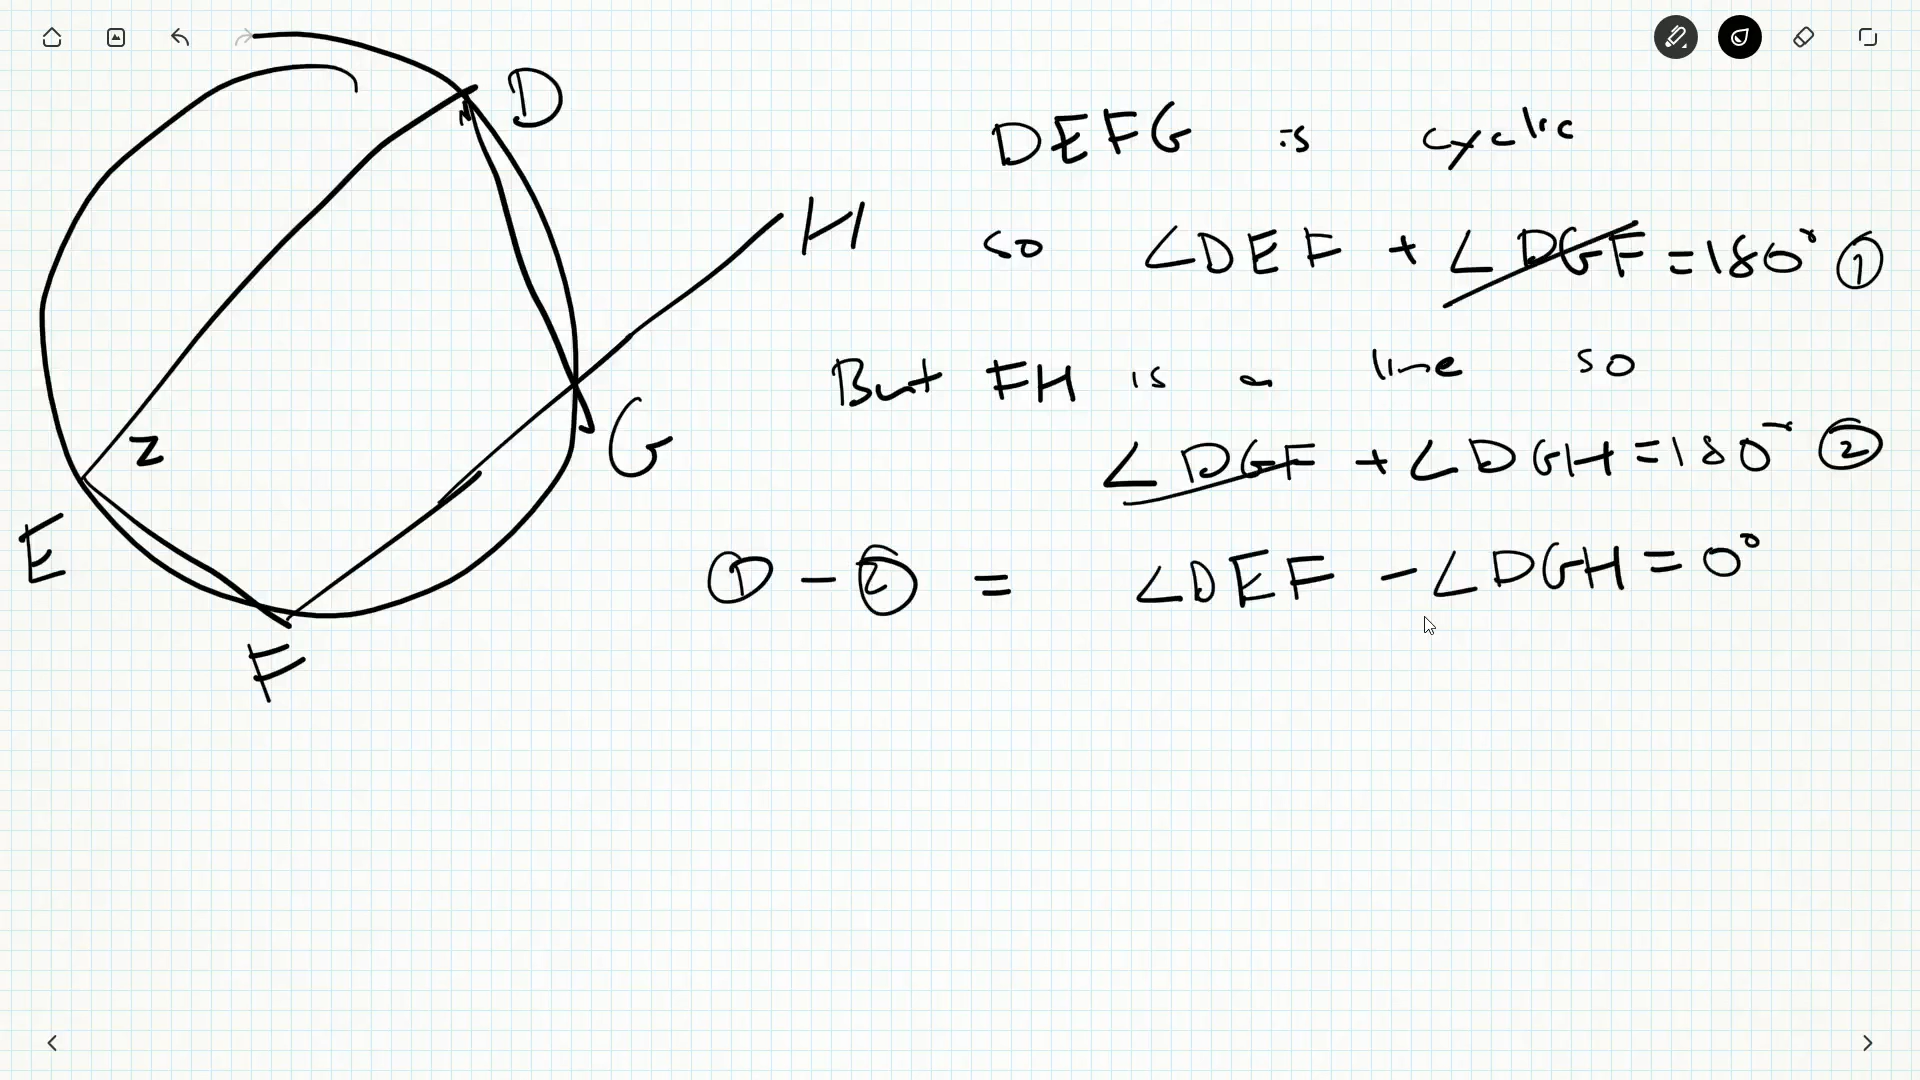 D
H
G
E
F
Z
DEFG is cyclic
so ∠DEF + ∠DGF = 180° ①
But FH is a line so
∠DGF + ∠DGH = 180° ②
① - ② = ∠DEF - ∠DGH = 0°